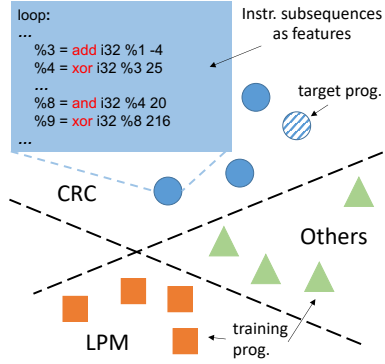 loop:
...
%3 = add i32 %1 -4
%4 = xor i32 %3 25
...
%8 = and i32 %4 20
%9 = xor i32 %8 216
...
Instr. subsequences
as features
target prog.
CRC
Others
LPM
training
prog.